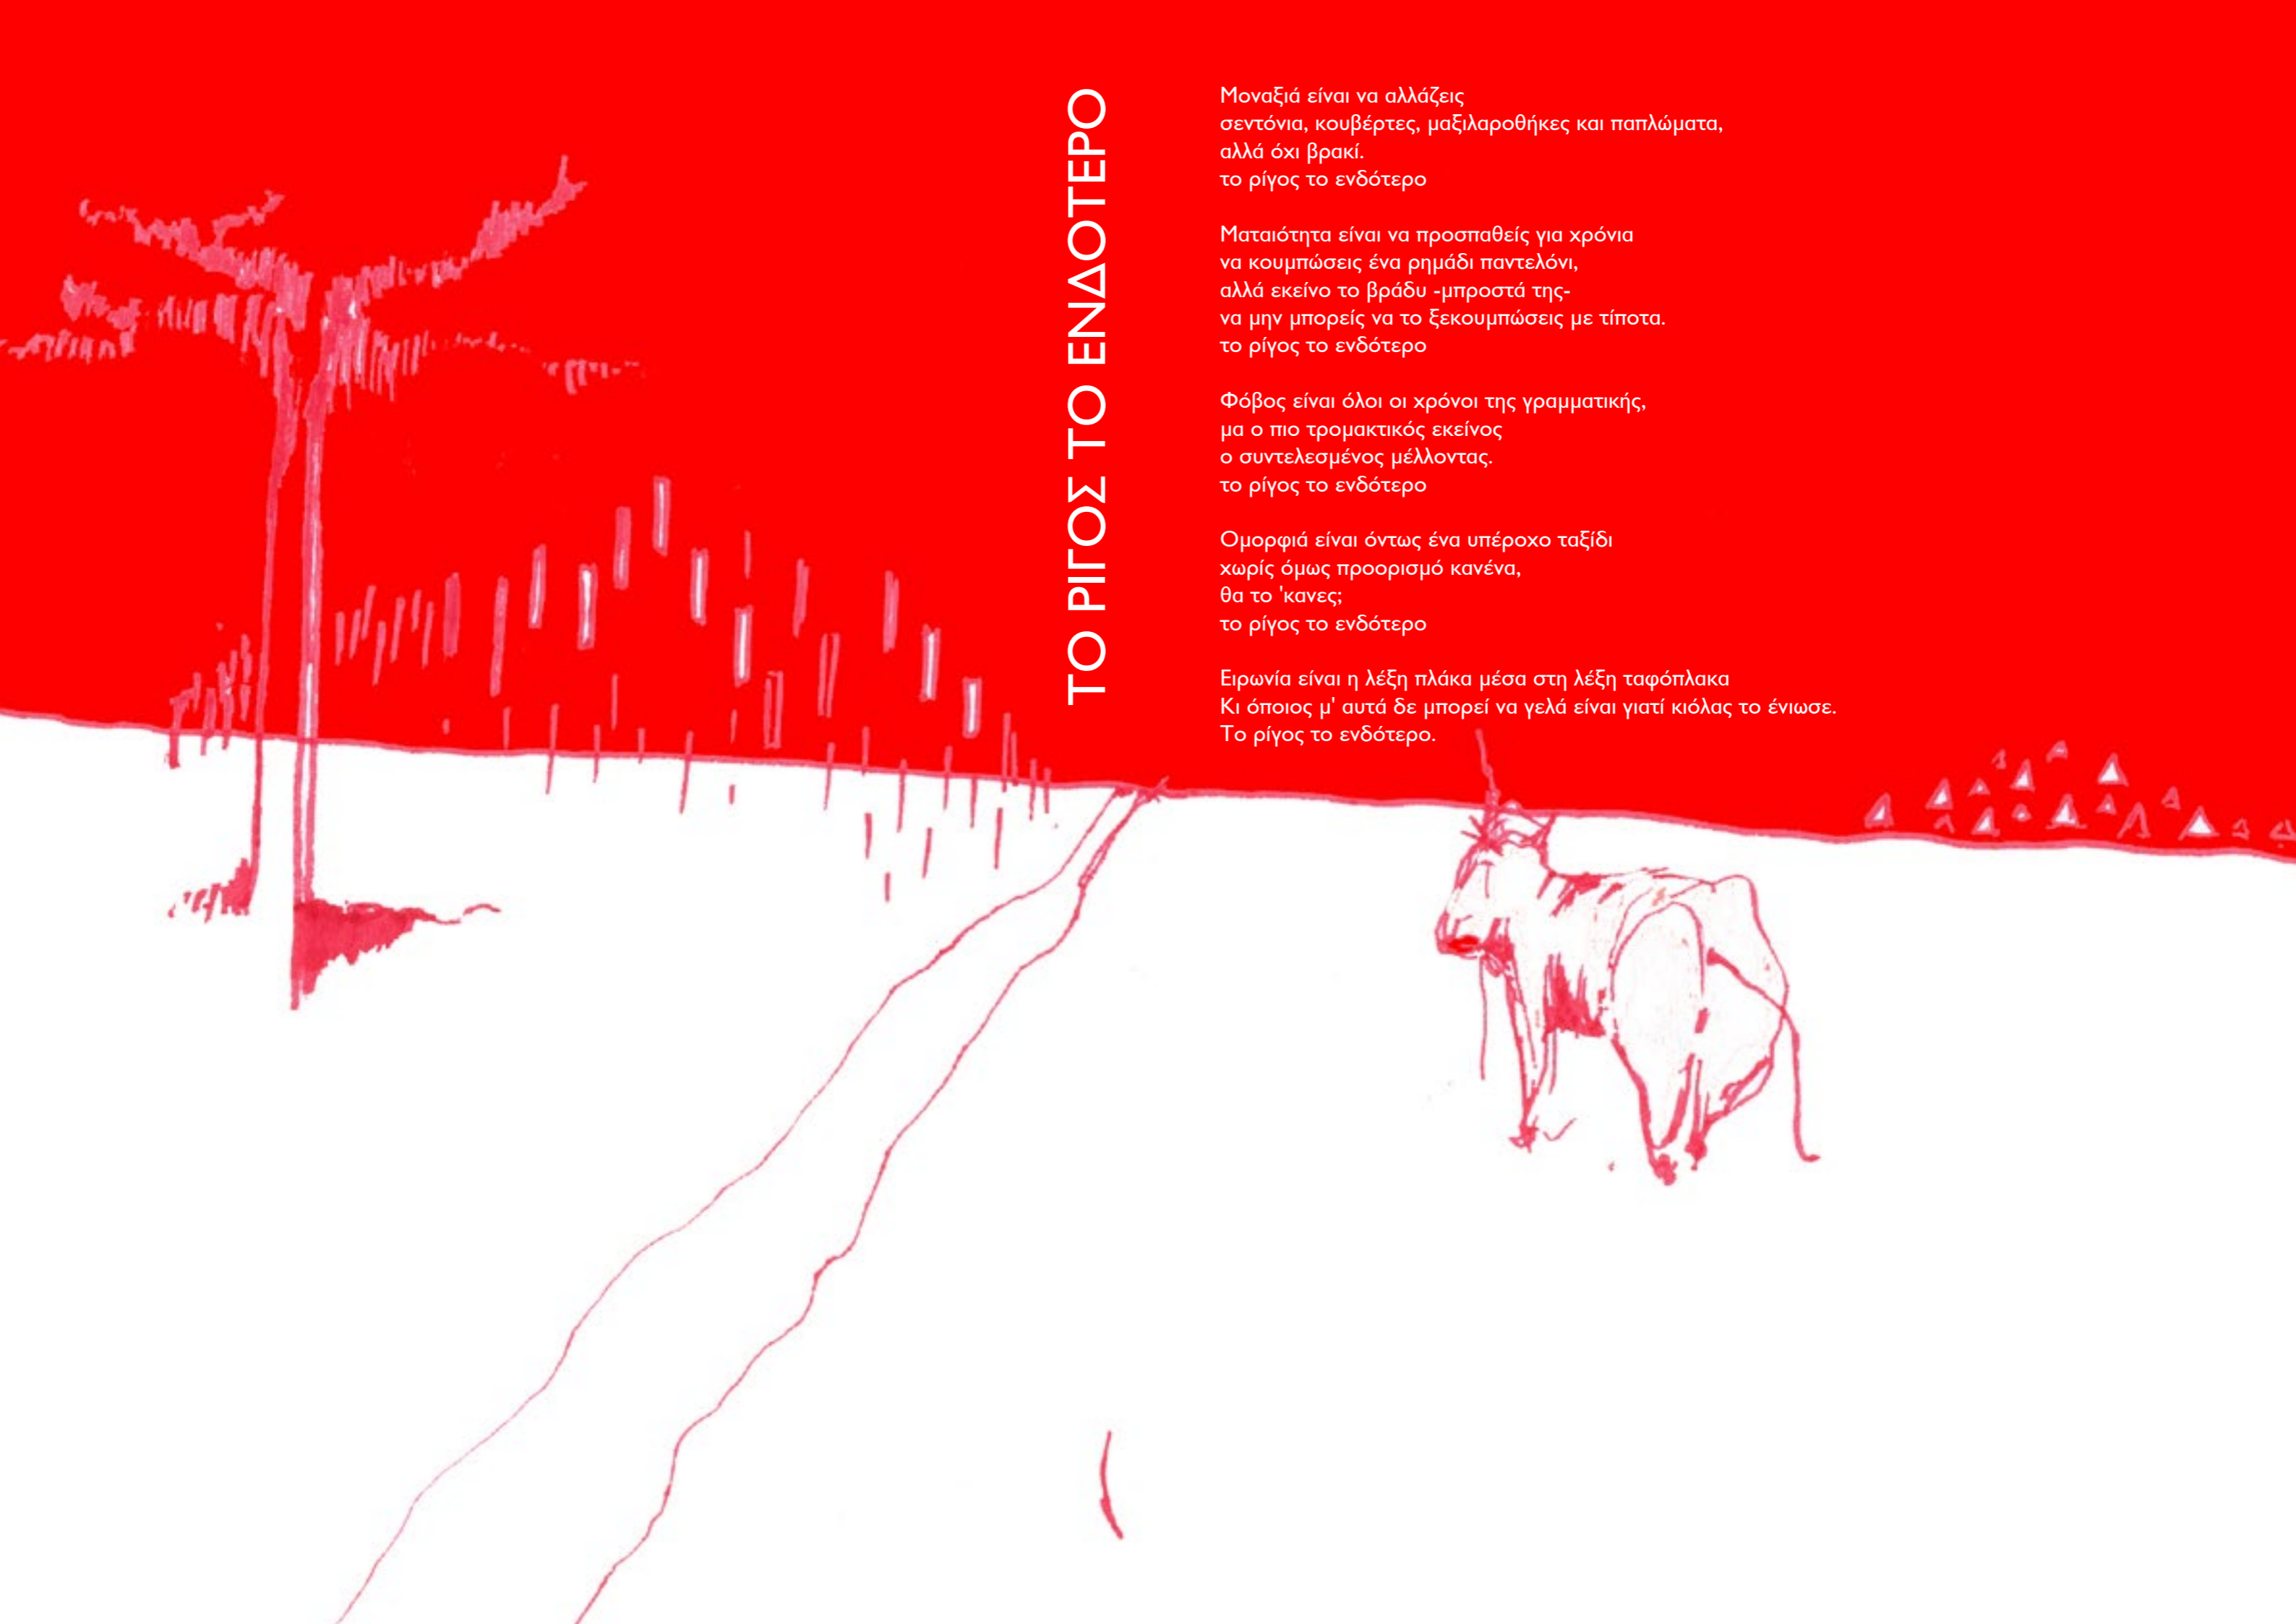 ΤΟ ΡΙΓΟΣ ΤΟ ΕΝΔΟΤΕΡΟ
Μοναξιά είναι να αλλάζεις
σεντόνια, κουβέρτες, μαξιλαροθήκες και παπλώματα,
αλλά όχι βρακί.
το ρίγος το ενδότερο
Ματαιότητα είναι να προσπαθείς για χρόνια
να κουμπώσεις ένα ρημάδι παντελόνι,
αλλά εκείνο το βράδυ -μπροστά της-
να μην μπορείς να το ξεκουμπώσεις με τίποτα.
το ρίγος το ενδότερο
Φόβος είναι όλοι οι χρόνοι της γραμματικής,
μα ο πιο τρομακτικός εκείνος
ο συντελεσμένος μέλλοντας.
το ρίγος το ενδότερο
Ομορφιά είναι όντως ένα υπέροχο ταξίδι
χωρίς όμως προορισμό κανένα,
θα το 'κανες;
το ρίγος το ενδότερο
Ειρωνία είναι η λέξη πλάκα μέσα στη λέξη ταφόπλακα
Κι όποιος μ' αυτά δε μπορεί να γελά είναι γιατί κιόλας το ένιωσε.
Το ρίγος το ενδότερο.